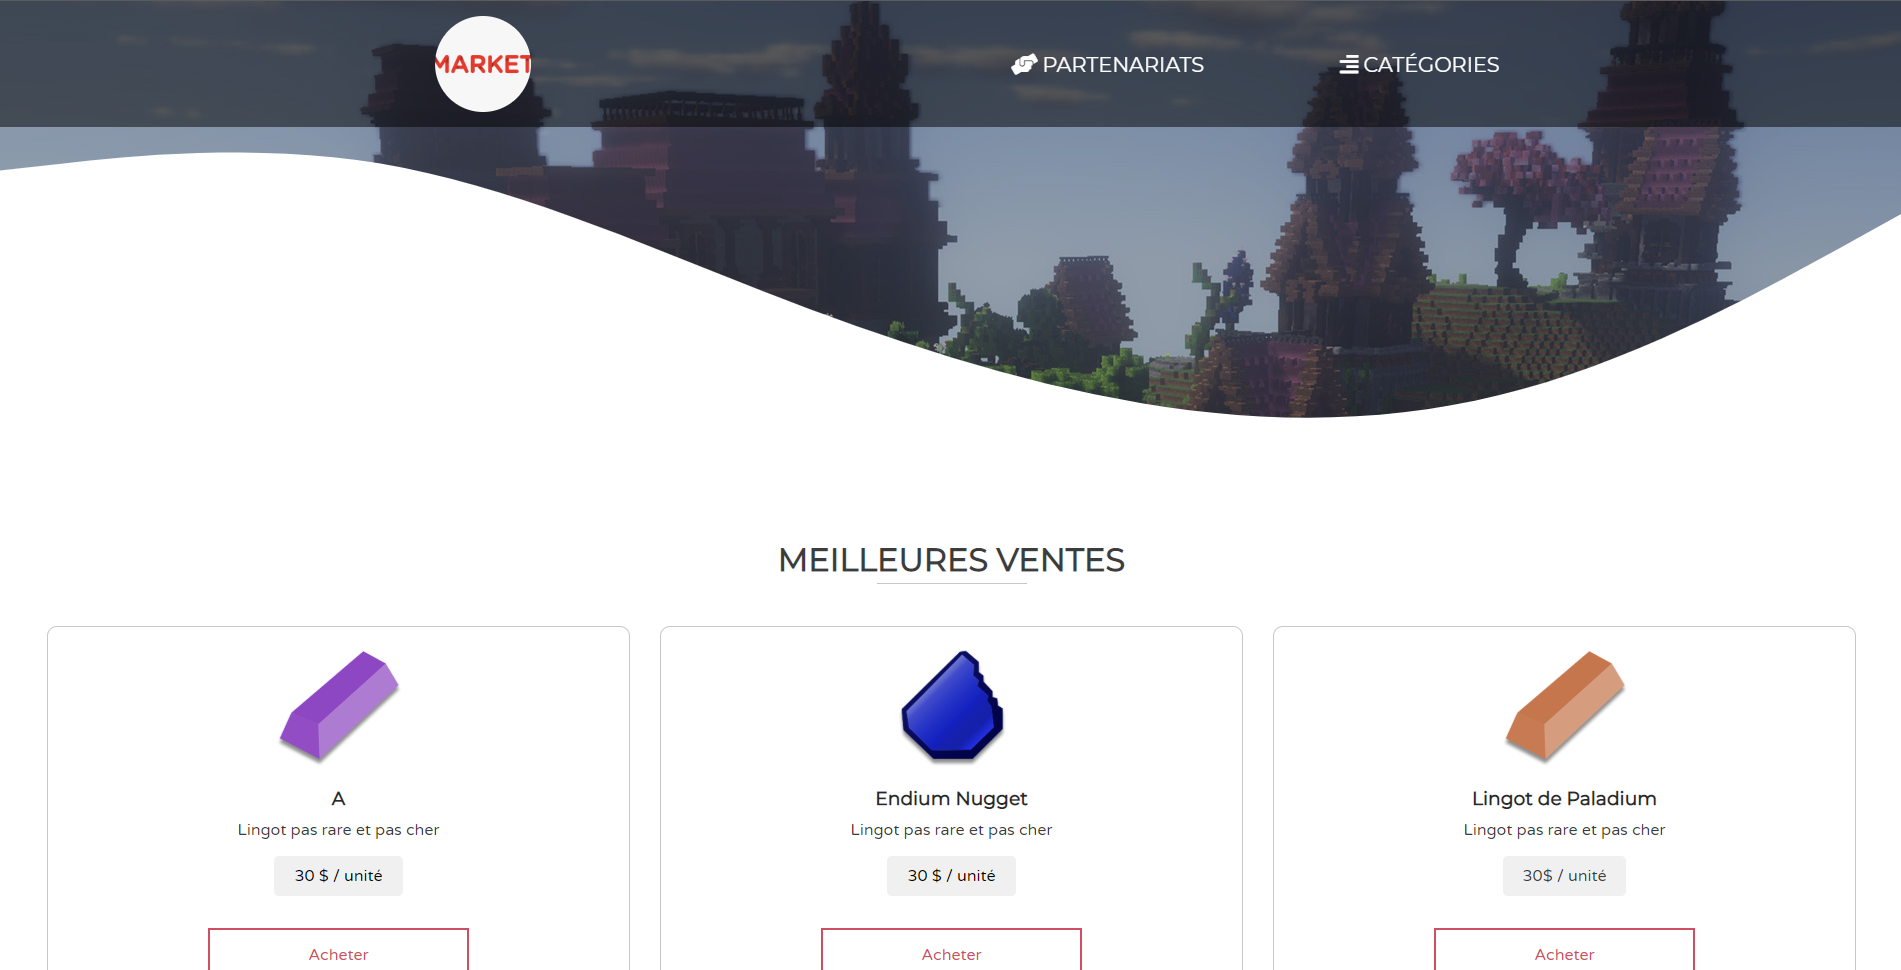 MARKET
PARTENARIATS
CATÉGORIES
MEILLEURES VENTES
A
Lingot pas rare et pas cher
30 $ / unité
Acheter
Endium Nugget
Lingot pas rare et pas cher
30 $ / unité
Acheter
Lingot de Paladium
Lingot pas rare et pas cher
30$ / unité
Acheter